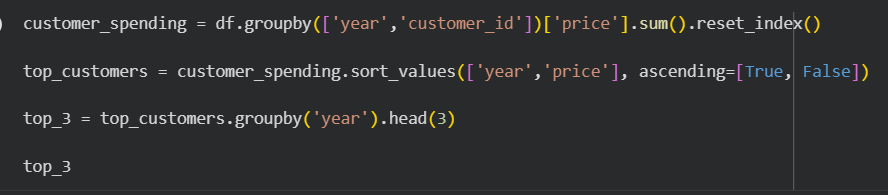 customer_spending = df.groupby(['year','customer_id'])['price'].sum().reset_index()
top_customers = customer_spending.sort_values(['year','price'], ascending=[True, False])
top_3 = top_customers.groupby('year').head(3)
top_3